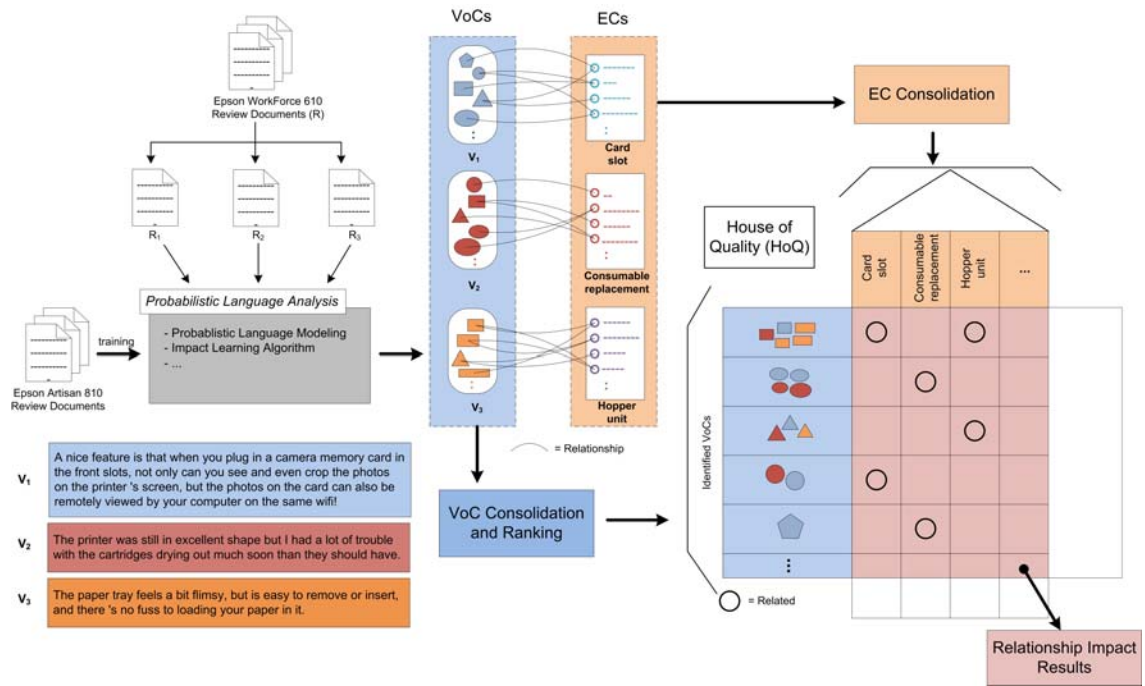 VoCs
ECs
Epson WorkForce 610
Review Documents (R)
R1
R2
R3
Probabilistic Language Analysis
- Probablistic Language Modeling
- Impact Learning Algorithm
- ...
training
Epson Artisan 810
Review Documents
V1
V2
V3
Card
slot
Consumable
replacement
Hopper
unit
= Relationship
EC Consolidation
House of
Quality (HoQ)
Card
slot
Consumable
replacement
Hopper
unit
...
Identified VoCs
VoC Consolidation
and Ranking
= Related
Relationship Impact
Results
V1
A nice feature is that when you plug in a camera memory card in
the front slots, not only can you see and even crop the photos
on the printer 's screen, but the photos on the card can also be
remotely viewed by your computer on the same wifi!
V2
The printer was still in excellent shape but I had a lot of trouble
with the cartridges drying out much soon than they should have.
V3
The paper tray feels a bit flimsy, but is easy to remove or insert,
and there 's no fuss to loading your paper in it.